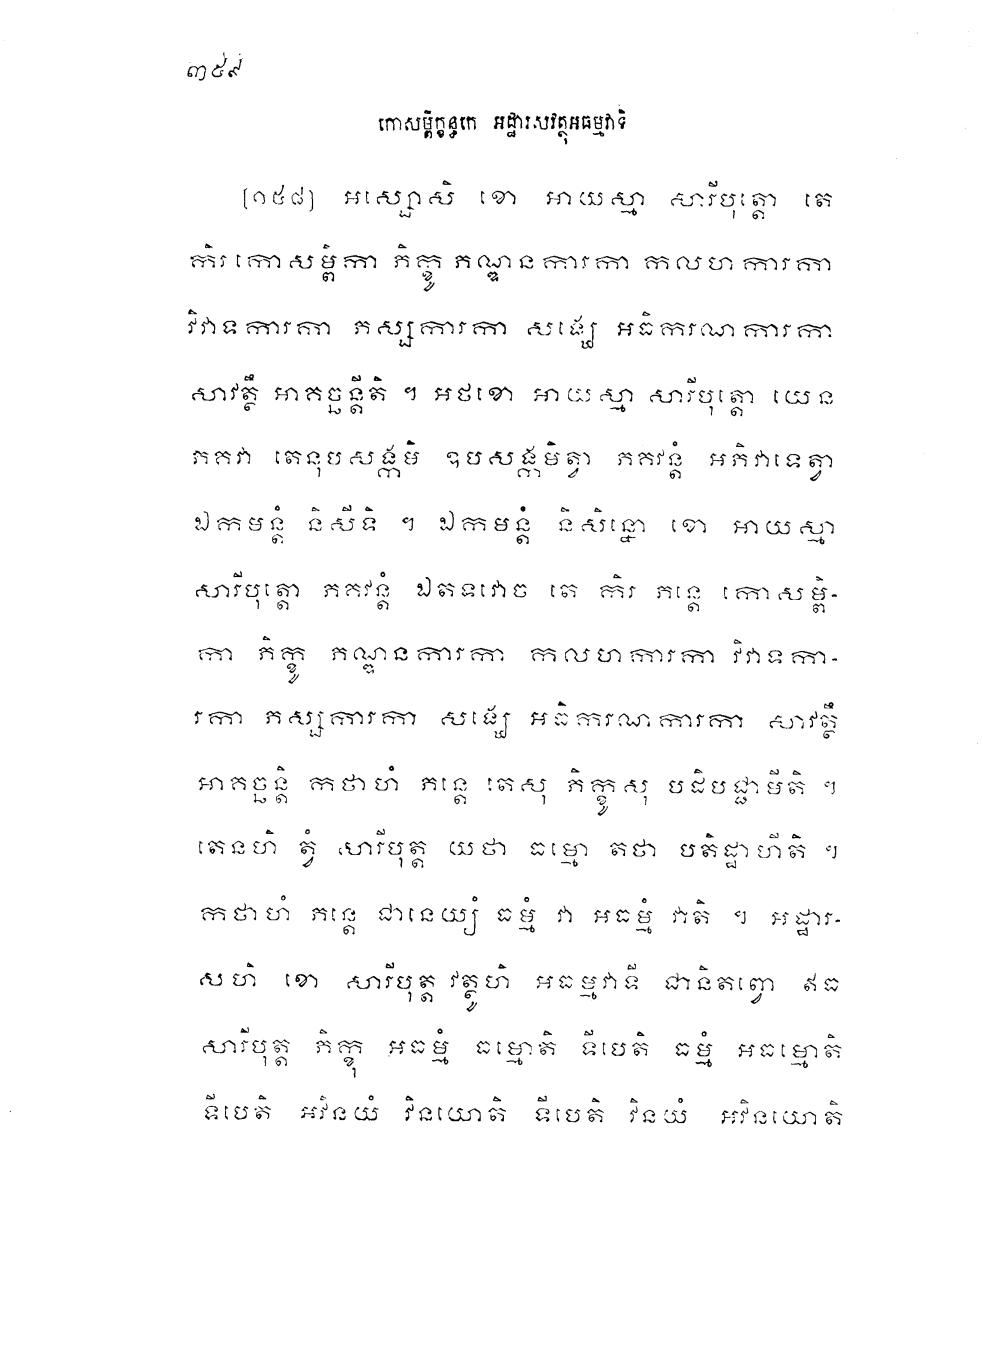 ៣៥៩
កោសម្ពិក្ខន្ធកេ អដ្ឋារសវត្ថុអធម្មវាទិ
[១៥៨] អស្សោសិ ខោ អាយស្មា សារីបុត្តោ តេ
កិរ កោសម្ពិកា ភិក្ខូ ភណ្ឌនការកា កលហការកា
វិវាទការកា ភស្សការកា សង្ឃេ អធិករណការកា
សាវត្ថឹ អាគច្ឆន្តីតិ ។ អថខោ អាយស្មា សារីបុត្តោ យេន
ភគវា តេនុបសង្កមិ ឧបសង្កមិត្វា ភគវន្តំ អភិវាទេត្វា
ឯកមន្តំ និសីទិ ។ ឯកមន្តំ និសិន្នោ ខោ អាយស្មា
សារីបុត្តោ ភគវន្តំ ឯតទវោច តេ កិរ ភន្តេ កោសម្ពិ-
កា ភិក្ខូ ភណ្ឌនការកា កលហការកា វិវាទកា-
រកា ភស្សការកា សង្ឃេ អធិករណការកា សាវត្ថឹ
អាគច្ឆន្តិ កថាហំ ភន្តេ តេសុ ភិក្ខូសុ បដិបជ្ជាមីតិ ។
តេនហិ ត្វំ សារីបុត្ត យថា ធម្មោ តថា បតិដ្ឋាហីតិ ។
កថាហំ ភន្តេ ជានេយ្យំ ធម្មំ វា អធម្មំ វាតិ ។ អដ្ឋារ-
សហិ ខោ សារីបុត្ត វត្ថូហិ អធម្មវាទី ជានិតព្វោ ឥធ
សារីបុត្ត ភិក្ខុ អធម្មំ ធម្មោតិ ទីបេតិ ធម្មំ អធម្មោតិ
ទីបេតិ អវិនយំ វិនយោតិ ទីបេតិ វិនយំ អវិនយោតិ